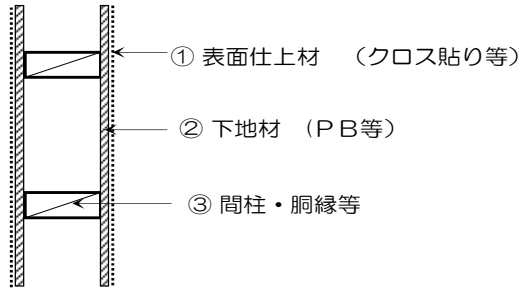 ① 表面仕上材　（クロス貼り等）
② 下地材　（ＰＢ等）
③ 間柱・胴縁等